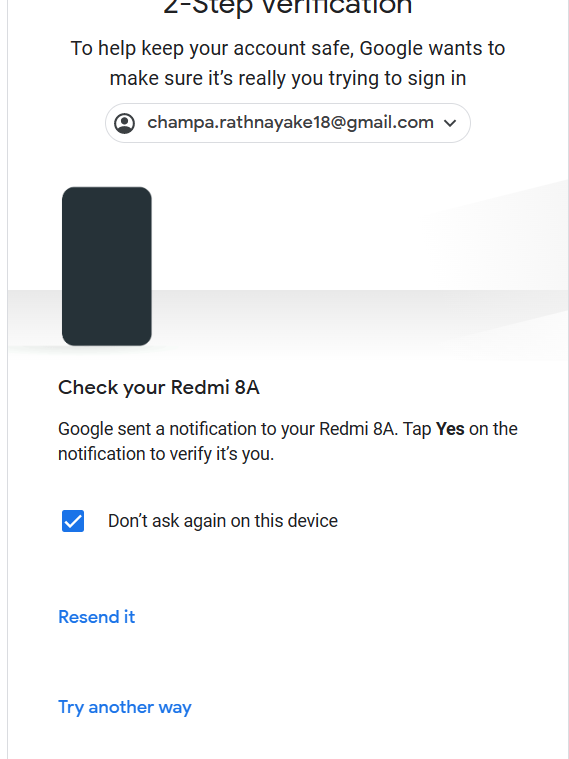 2-Step Verification
To help keep your account safe, Google wants to
make sure it’s really you trying to sign in
champa.rathnayake18@gmail.com
Check your Redmi 8A
Google sent a notification to your Redmi 8A. Tap Yes on the
notification to verify it’s you.
Don’t ask again on this device
Resend it
Try another way